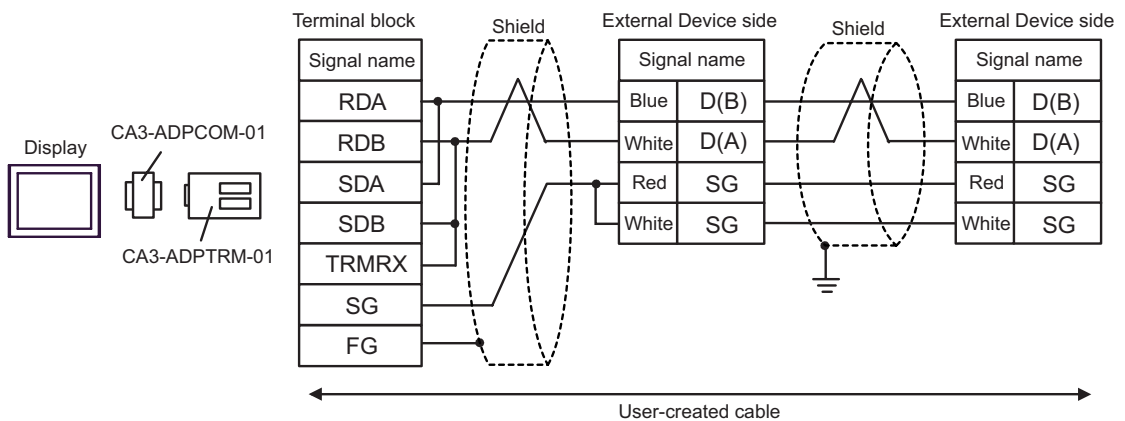 Terminal block
Shield
External Device side
Shield
External Device side
Signal name
Signal name
Signal name
RDA
Blue D(B)
Blue D(B)
RDB
White D(A)
White D(A)
Display
CA3-ADPCOM-01
SDA
Red SG
Red SG
SDB
White SG
White SG
CA3-ADPTRM-01
TRMRX
SG
FG
User-created cable